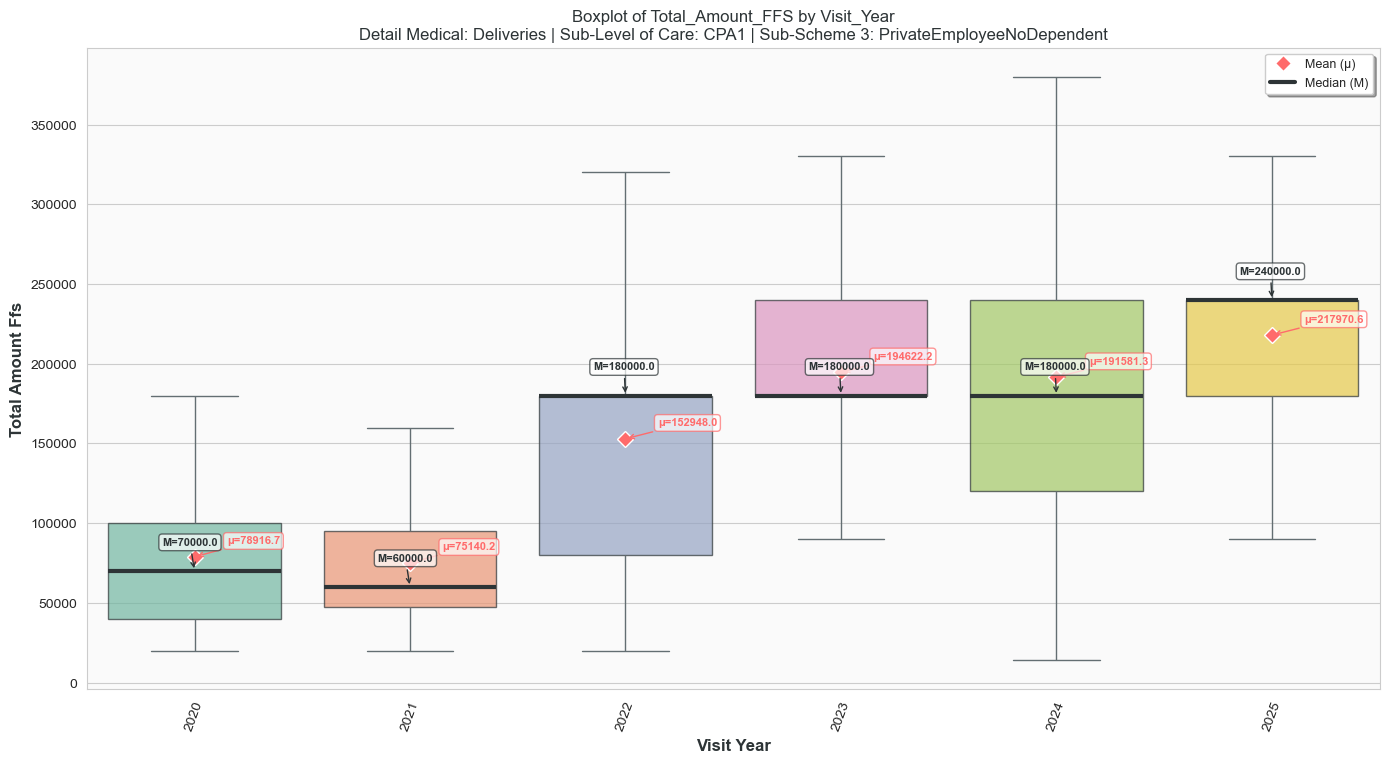 Boxplot of Total_Amount_FFS by Visit_Year
Detail Medical: Deliveries | Sub-Level of Care: CPA1 | Sub-Scheme 3: PrivateEmployeeNoDependent
Mean (μ)
Median (M)
Total Amount Ffs
350000
300000
250000
200000
150000
100000
50000
0
M=70000.0
μ=78916.7
M=60000.0
μ=75140.2
M=180000.0
μ=152948.0
M=180000.0
μ=194622.2
M=180000.0
μ=191581.3
M=240000.0
μ=217970.6
2020
2021
2022
2023
2024
2025
Visit Year